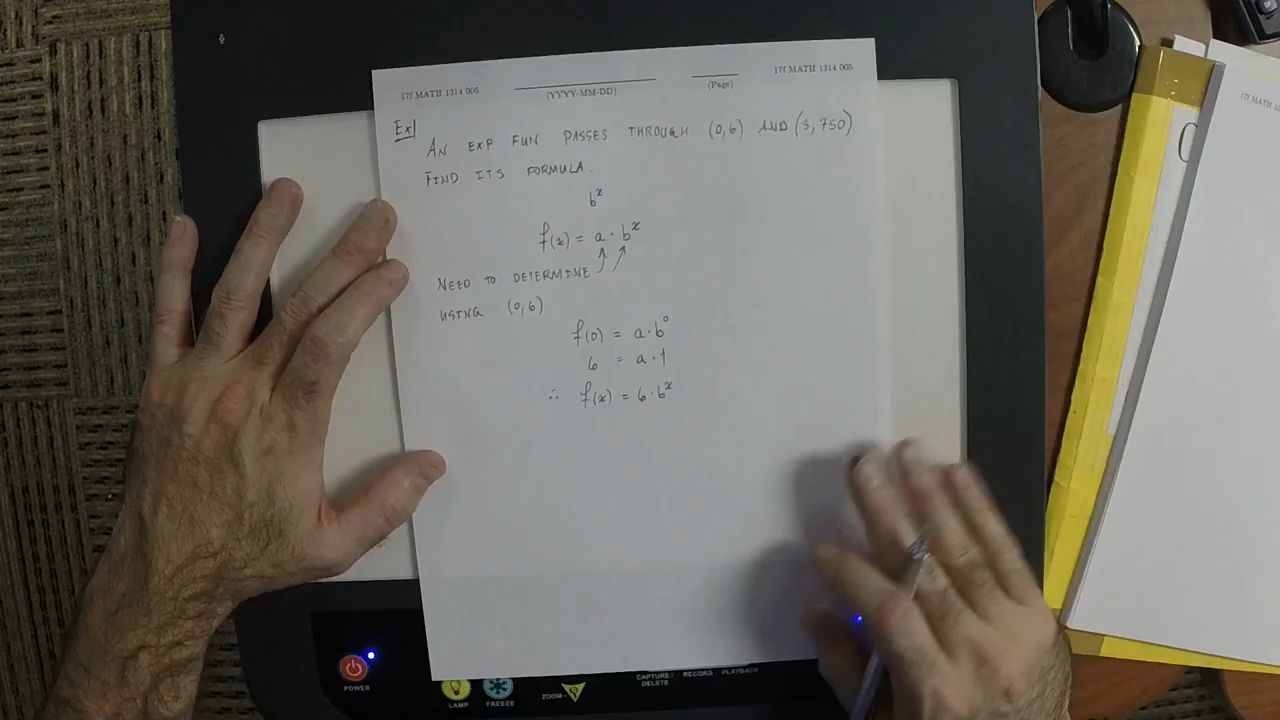 17f MATH 1314 005
(YYYY-MM-DD)
(Page)
17f MATH 1314 005
Ex|
AN EXP FUN PASSES THROUGH (0,6) AND (3,750)
FIND ITS FORMULA.
b^x
f(x) = a · b^x
NEED TO DETERMINE
USING (0,6)
f(0) = a · b^0
6 = a · 1
∴ f(x) = 6 · b^x
POWER
LAMP
FREEZE
ZOOM
CAPTURE / DELETE
RECORD
PLAYBACK